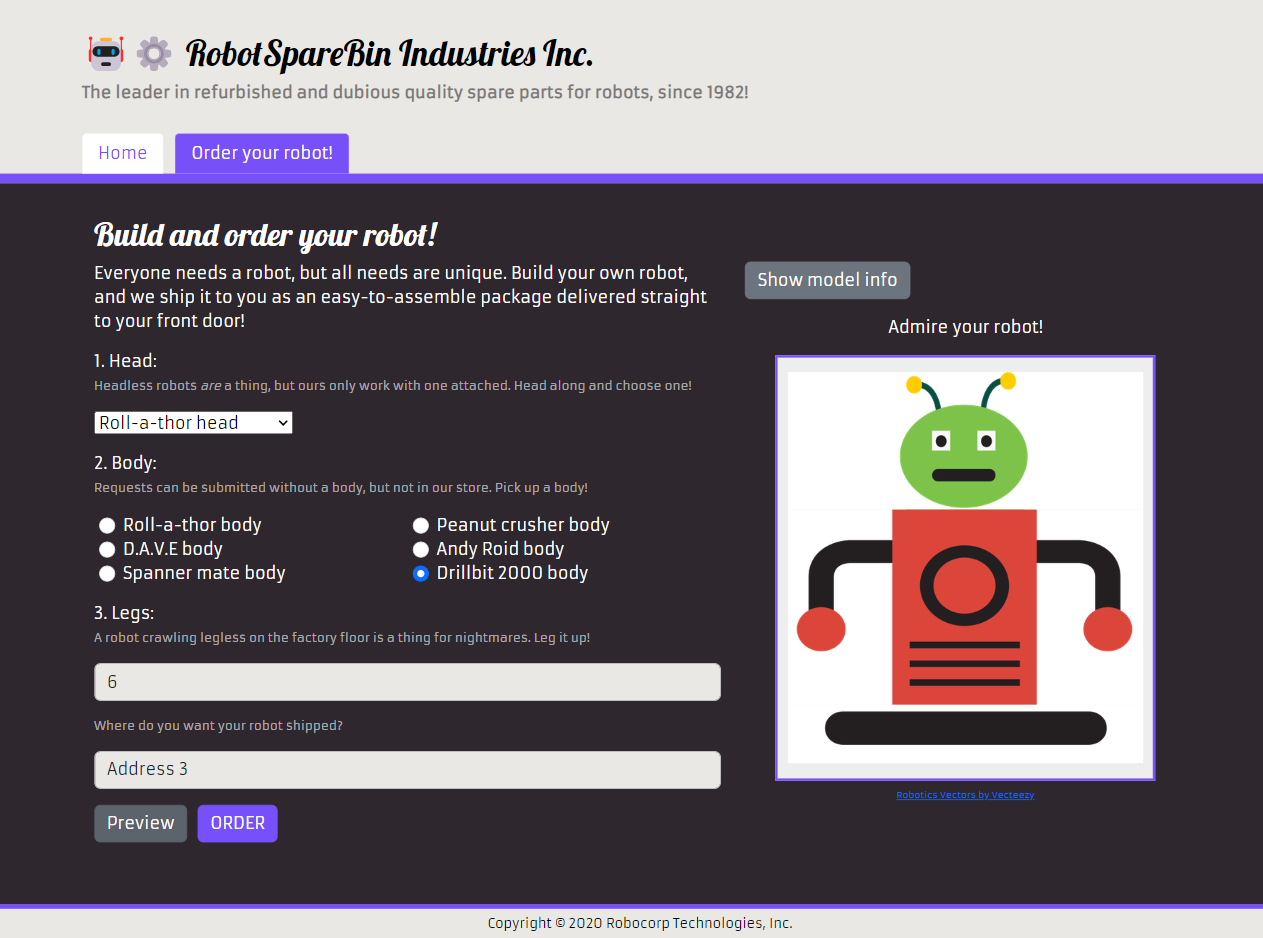 RobotSpareBin Industries Inc.
The leader in refurbished and dubious quality spare parts for robots, since 1982!
Home
Order your robot!
Build and order your robot!
Everyone needs a robot, but all needs are unique. Build your own robot,
and we ship it to you as an easy-to-assemble package delivered straight
to your front door!
1. Head:
Headless robots are a thing, but ours only work with one attached. Head along and choose one!
Roll-a-thor head
2. Body:
Requests can be submitted without a body, but not in our store. Pick up a body!
Roll-a-thor body
Peanut crusher body
D.A.V.E body
Andy Roid body
Spanner mate body
Drillbit 2000 body
3. Legs:
A robot crawling legless on the factory floor is a thing for nightmares. Leg it up!
6
Where do you want your robot shipped?
Address 3
Preview
ORDER
Show model info
Admire your robot!
Robotics Vectors by Vecteezy
Copyright © 2020 Robocorp Technologies, Inc.